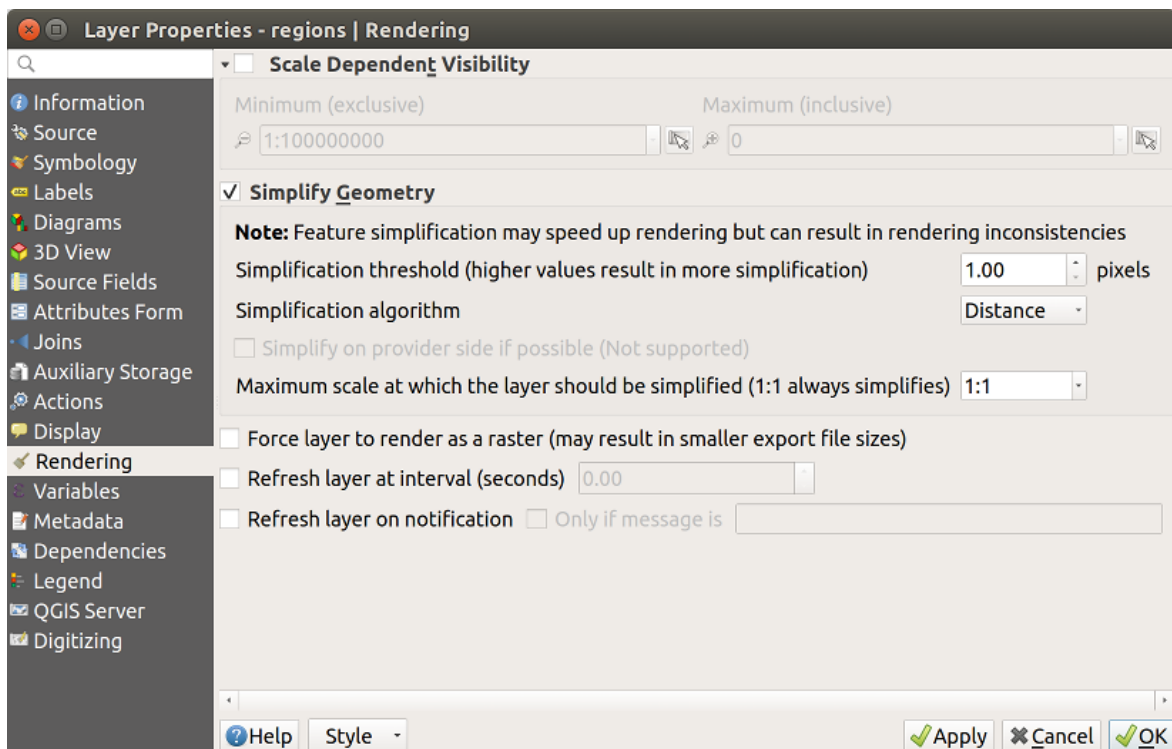 Layer Properties - regions | Rendering
Scale Dependent Visibility
Information
Minimum (exclusive) Maximum (inclusive)
Source
1:100000000 0
Symbology
Labels
Simplify Geometry
Diagrams
Note: Feature simplification may speed up rendering but can result in rendering inconsistencies
3D View
Simplification threshold (higher values result in more simplification) 1.00 pixels
Source Fields
Attributes Form
Simplification algorithm Distance
Joins
Simplify on provider side if possible (Not supported)
Auxiliary Storage
Maximum scale at which the layer should be simplified (1:1 always simplifies) 1:1
Actions
Display
Force layer to render as a raster (may result in smaller export file sizes)
Rendering
Refresh layer at interval (seconds) 0.00
Variables
Metadata
Refresh layer on notification Only if message is
Dependencies
Legend
QGIS Server
Digitizing
Help Style Apply Cancel OK